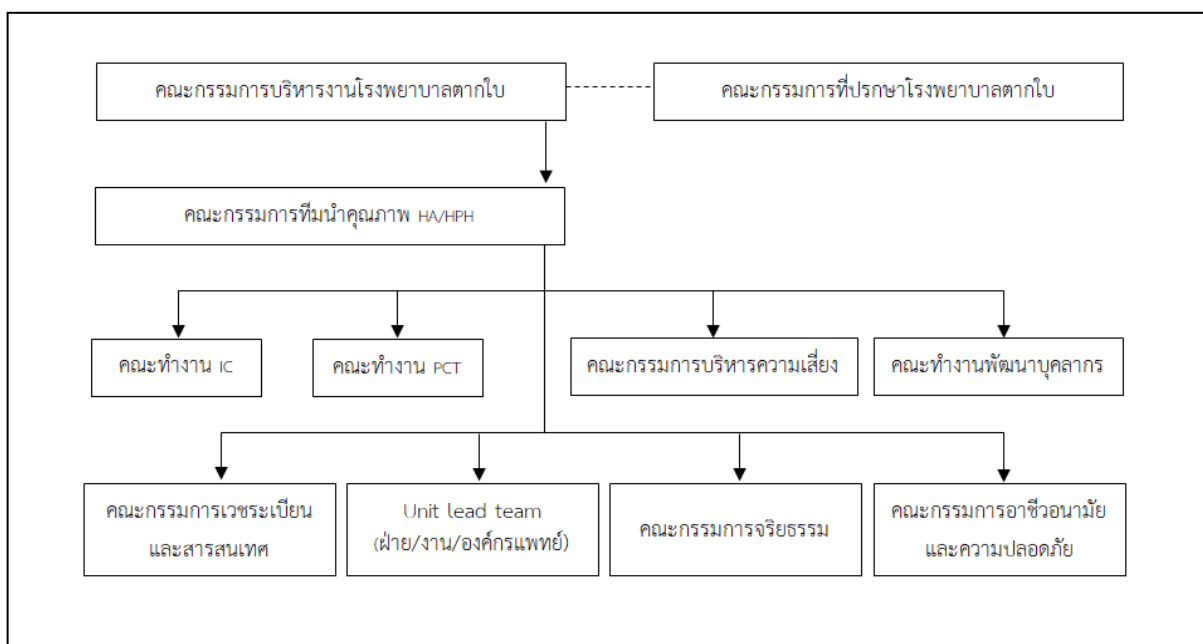 คณะกรรมการบริหารงานโรงพยาบาลตากใบ
คณะกรรมการที่ปรกษาโรงพยาบาลตากใบ
คณะกรรมการทีมนำคุณภาพ HA/HPH
คณะทำงาน IC
คณะทำงาน PCT
คณะกรรมการบริหารความเสี่ยง
คณะทำงานพัฒนาบุคลากร
คณะกรรมการเวชระเบียน
และสารสนเทศ
Unit lead team
(ฝ่าย/งาน/องค์กรแพทย์)
คณะกรรมการจริยธรรม
คณะกรรมการอาชีวอนามัย
และความปลอดภัย